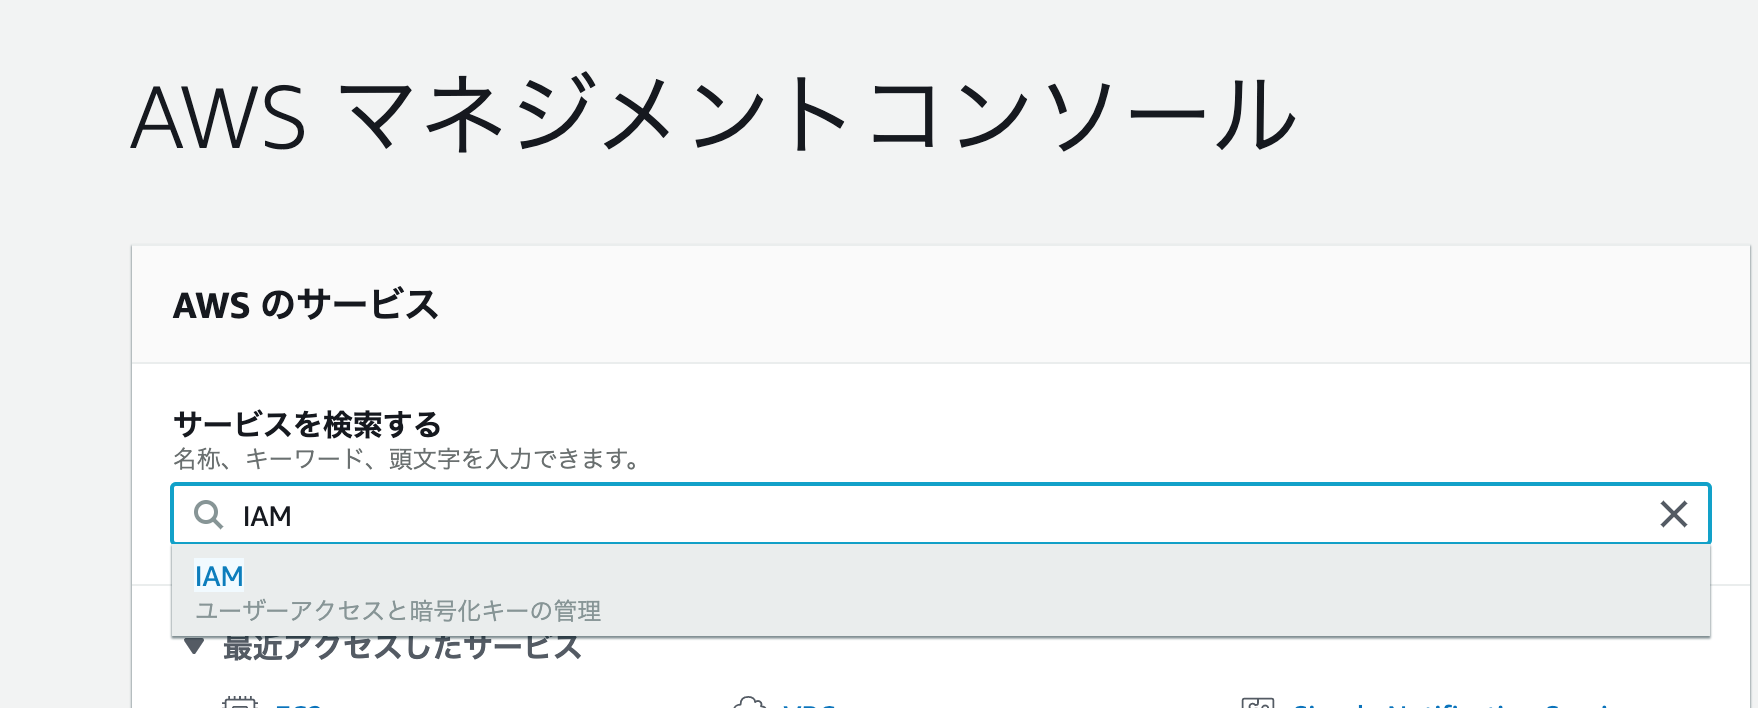 AWS マネジメントコンソール
AWS のサービス
サービスを検索する
名称、キーワード、頭文字を入力できます。
IAM
IAM
ユーザーアクセスと暗号化キーの管理
最近アクセスしたサービス